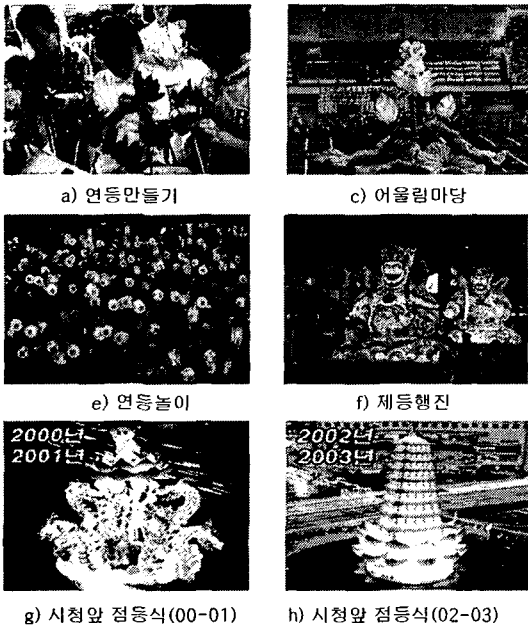 a) 연등만들기
c) 어울림마당
e) 연등놀이
f) 제등행진
2000년
2001년
2002년
2003년
g) 시청앞 점등식(00-01)
h) 시청앞 점등식(02-03)